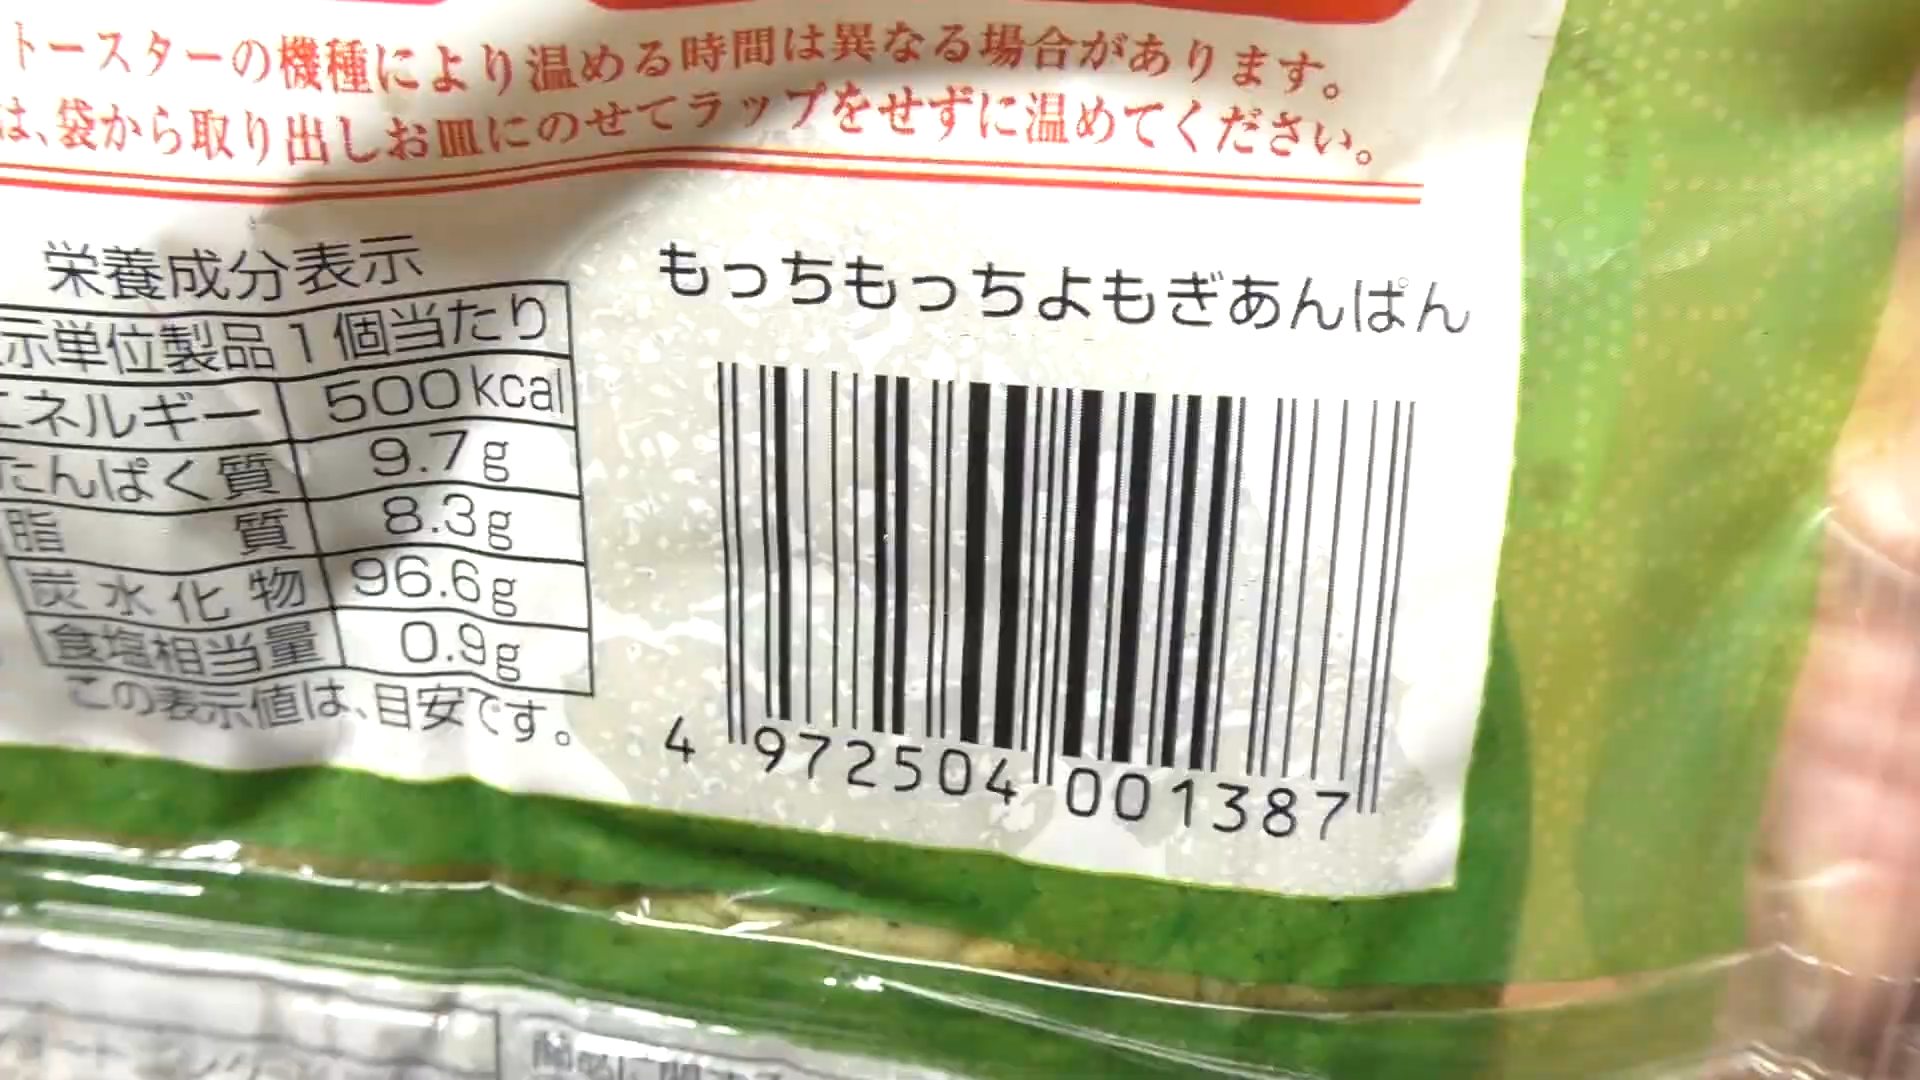 トースターの機種により温める時間は異なる場合があります。
は、袋から取り出しお皿にのせてラップをせずに温めてください。
栄養成分表示
示単位製品1個当たり
エネルギー 500kcal
たんぱく質 9.7g
脂質 8.3g
炭水化物 96.6g
食塩相当量 0.9g
この表示値は、目安です。
もっちもっちよもぎあんぱん
4 972504 001387